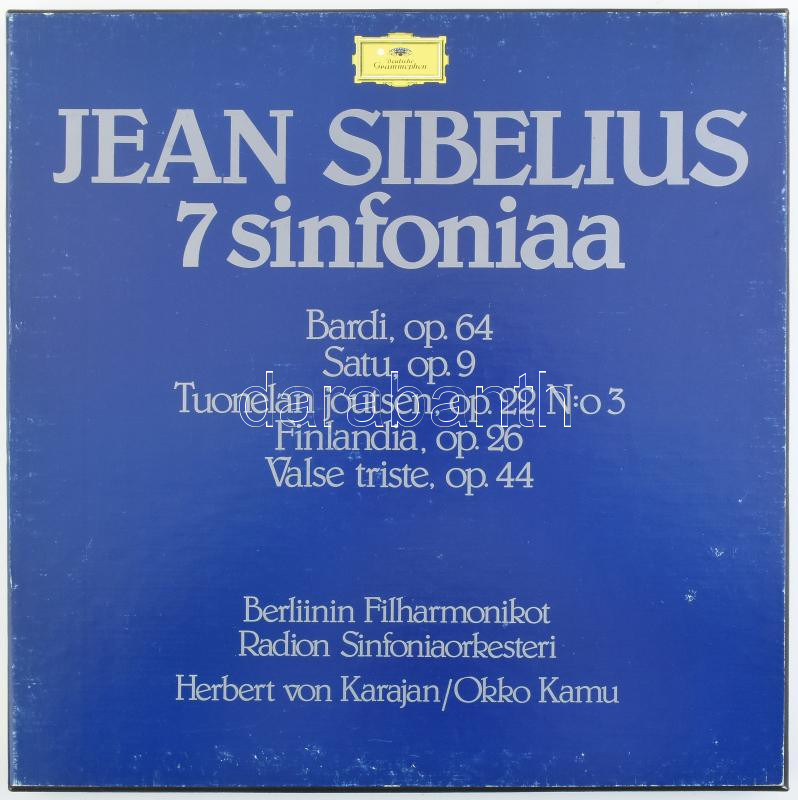 Deutsche
Grammophon
JEAN SIBELIUS
7 sinfoniaa
Bardi, op. 64
Satu, op. 9
Tuonelan joutsen, op. 22 N:o 3
Finlandia, op. 26
Valse triste, op. 44
darabanth
Berliinin Filharmonikot
Radion Sinfoniaorkesteri
Herbert von Karajan/Okko Kamu